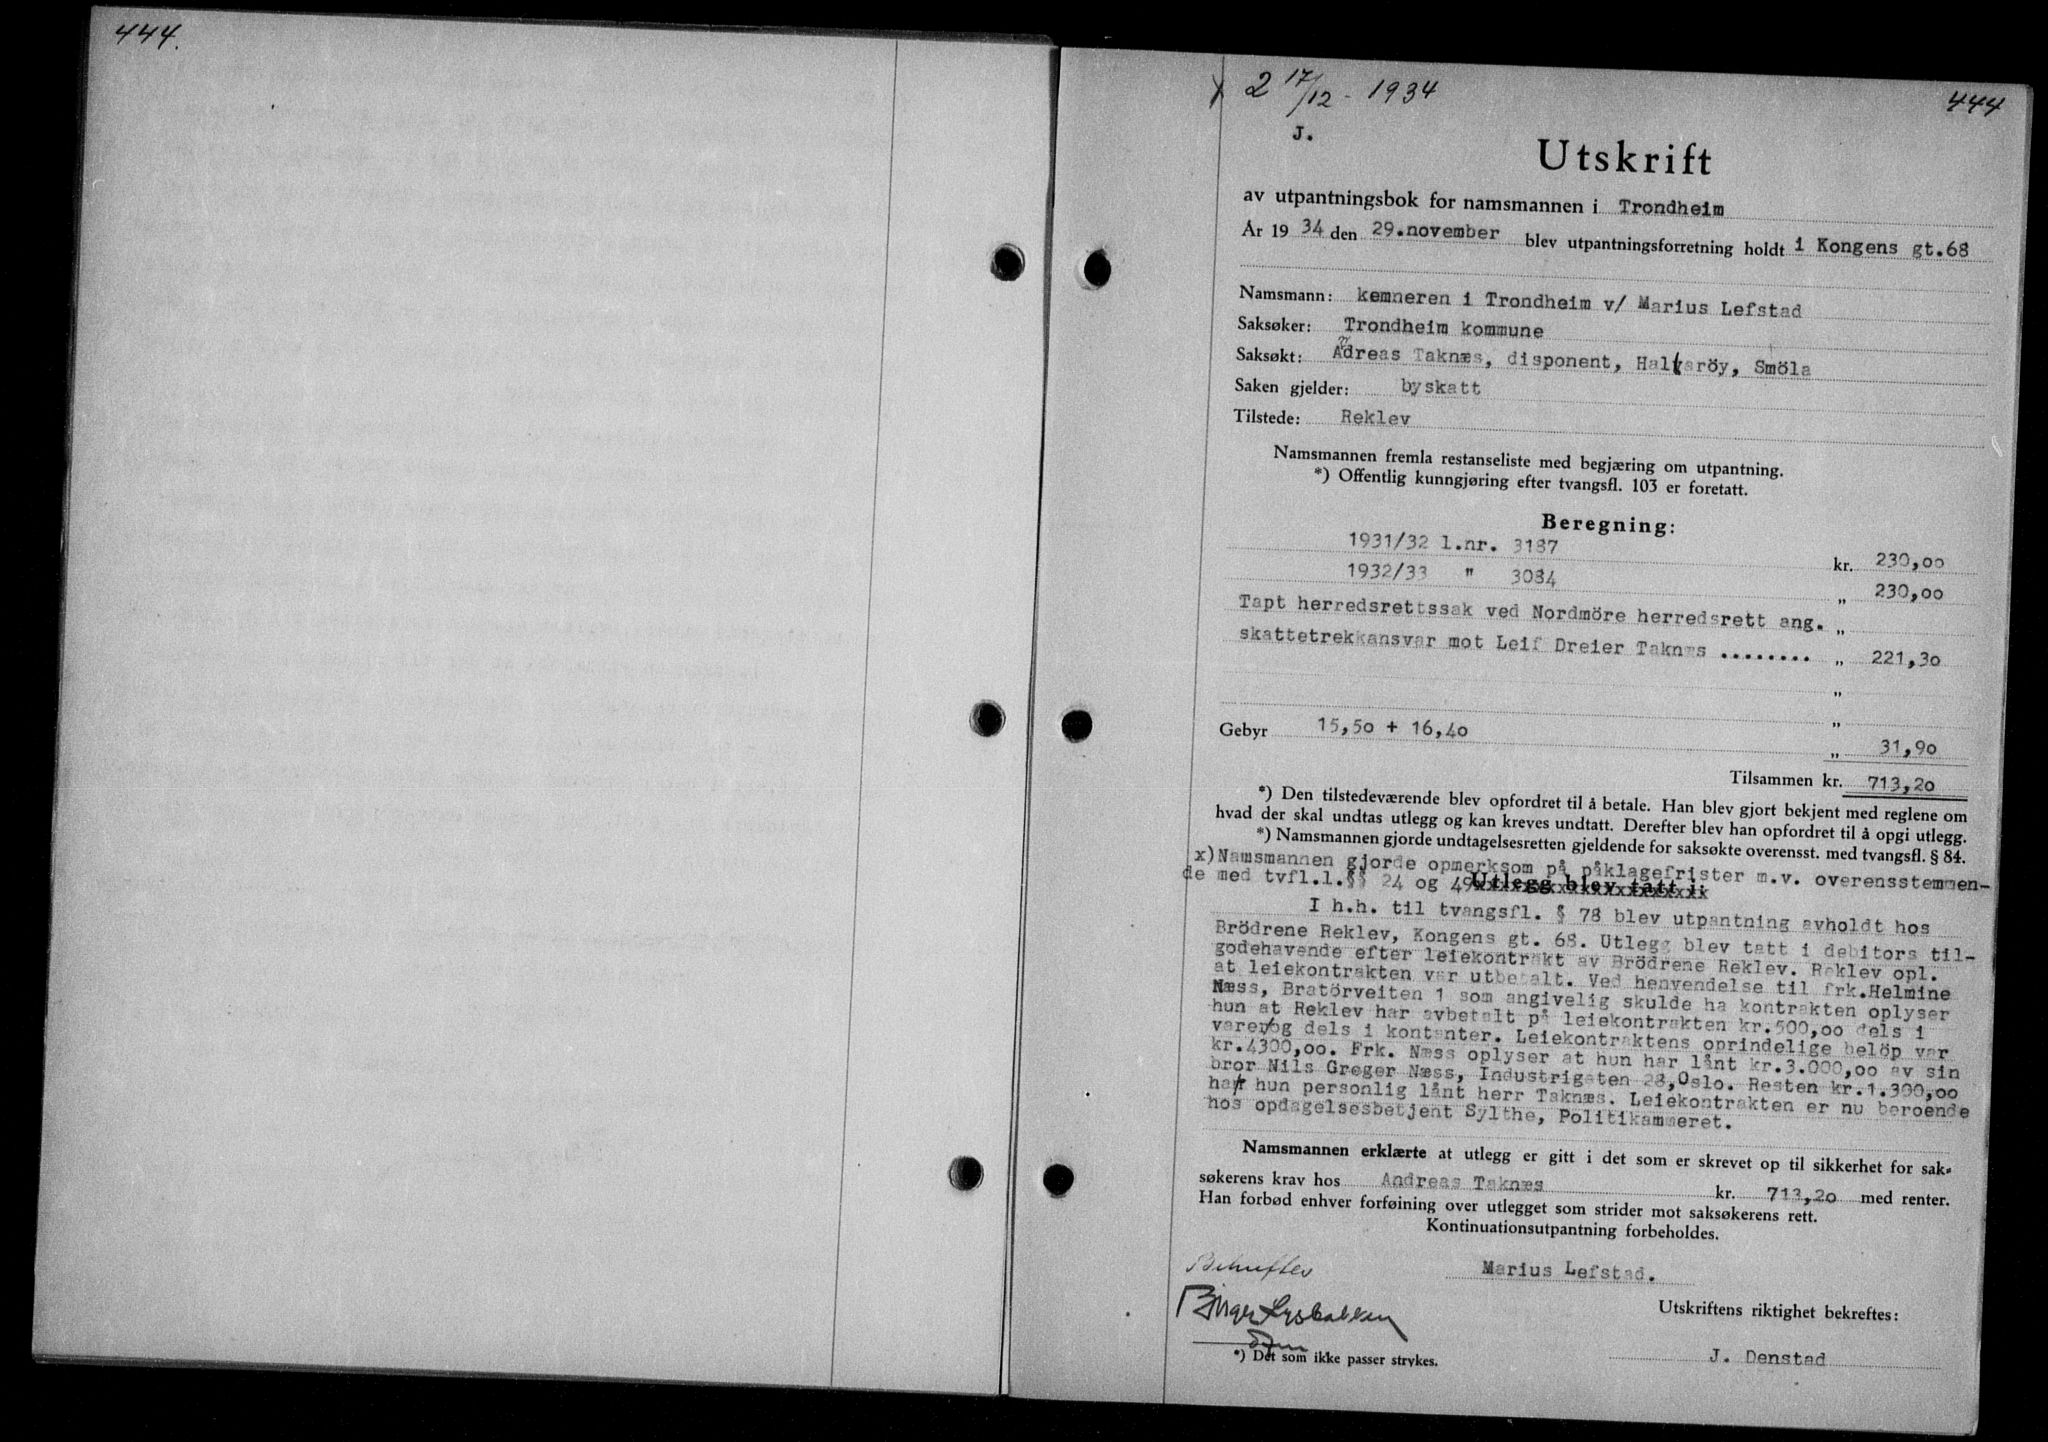 444.
2 17/12 - 1934
444
J.
Utskrift
av utpantningsbok for namsmannen i Trondheim
År 19 34 den 29.november blev utpantningsforretning holdt i Kongens gt.68
Namsmann: kemneren i Trondheim v/ Marius Lefstad
Saksøker: Trondheim kommune
Saksøkt: Andreas Taknæs, disponent, Halfaröy, Smöla
Saken gjelder: byskatt
Tilstede: Reklev
Namsmannen fremla restanseliste med begjæring om utpantning.
*) Offentlig kunngjøring efter tvangsfl. 103 er foretatt.
Beregning:
1931/32 l.nr. 3187 kr. 230,00
1932/33 " 3084 „ 230,00
Tapt herredsrettssak ved Nordmöre herredsrett ang. „
skattetrekkansvar mot Leif Dreier Taknæs ........ „ 221,30
„
„
Gebyr 15,50 + 16,40 „ 31,90
Tilsammen kr. 713,20
*) Den tilstedeværende blev opfordret til å betale. Han blev gjort bekjent med reglene om
hvad der skal undtas utlegg og kan kreves undtatt. Derefter blev han opfordret til å opgi utlegg.
*) Namsmannen gjorde undtagelsesretten gjeldende for saksøkte overensst. med tvangsfl. § 84.
x)Namsmannen gjorde opmerksom på påklagefrister m.v. overensstemmen-
de med tvfl.l.§§ 24 og 49 Utlegg blev tatt i:
I h.h. til tvangsfl. § 78 blev utpantning avholdt hos
Brödrene Reklev, Kongens gt. 68. Utlegg blev tatt i debitors til-
godehavende efter leiekontrakt av Brödrene Reklev. Reklev opl.
at leiekontrakten var utbetalt. Ved henvendelse til frk.Helmine
Næss, Bratörveiten 1 som angivelig skulde ha kontrakten oplyser
hun at Reklev har avbetalt på leiekontrakten kr.500,00 dels i
varer og dels i kontanter. Leiekontraktens oprindelige belöp var
kr.4300,00. Frk. Næss oplyser at hun har lånt kr.3.000,00 av sin
bror Nils Greger Næss, Industrigaten 28,Oslo. Resten kr.1.300,00
har hun personlig lånt herr Taknæs. Leiekontrakten er nu beroende
hos opdagelsesbetjent Sylthe, Politikammeret.
Namsmannen erklærte at utlegg er gitt i det som er skrevet op til sikkerhet for sak-
søkerens krav hos Andreas Taknæs kr. 713,20 med renter.
Han forbød enhver forføining over utlegget som strider mot saksøkerens rett.
Kontinuationsutpantning forbeholdes.
Bekreftes
Marius Lefstad.
Utskriftens riktighet bekreftes:
*) Det som ikke passer strykes.
J. Denstad